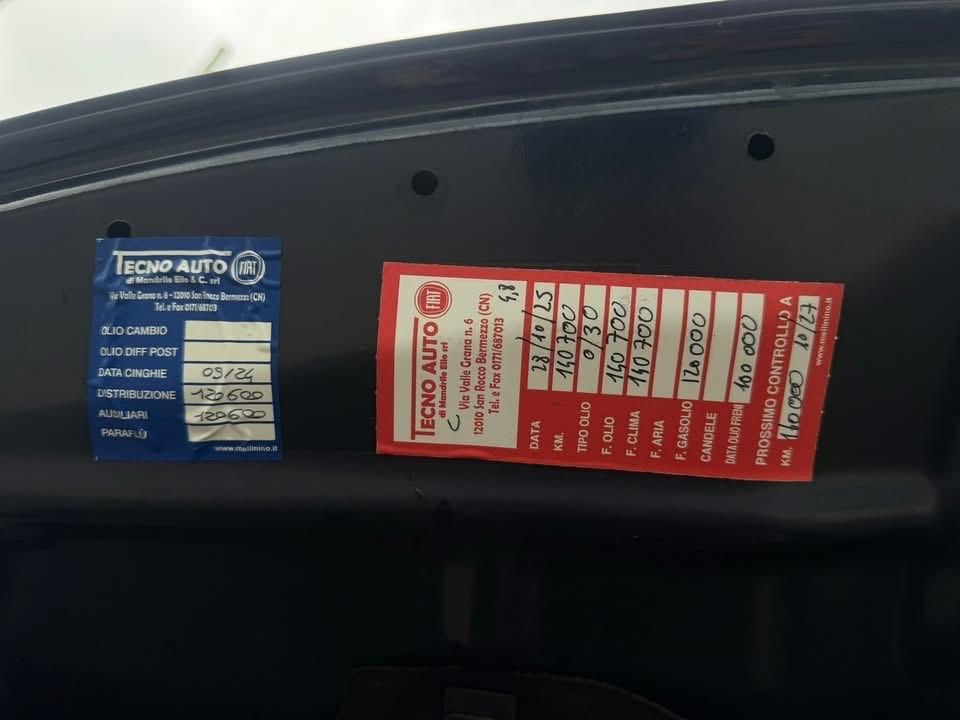 TECNO AUTO FIAT
di Mandrile Elio & C. srl
Via Valle Grana n. 6 - 12010 San Rocco Bernezzo (CN)
Tel. e Fax 0171/687013
OLIO CAMBIO
OLIO DIFF POST
DATA CINGHIE 09/24
DISTRIBUZIONE 120600
AUSILIARI 120600
PARAFLÙ
www.mellinino.it
TECNO AUTO FIAT
di Mandrile Elio srl
Via Valle Grana n. 6
12010 San Rocco Bernezzo (CN)
Tel. e Fax 0171/687013
DATA 28/10/25
KM. 140700
TIPO OLIO 0/30
F. OLIO 140700
F. CLIMA 140700
F. ARIA
F. GASOLIO 120000
CANDELE
DATA OLIO FRENI 100000
PROSSIMO CONTROLLO A
KM. 10/27
www.mellinino.it